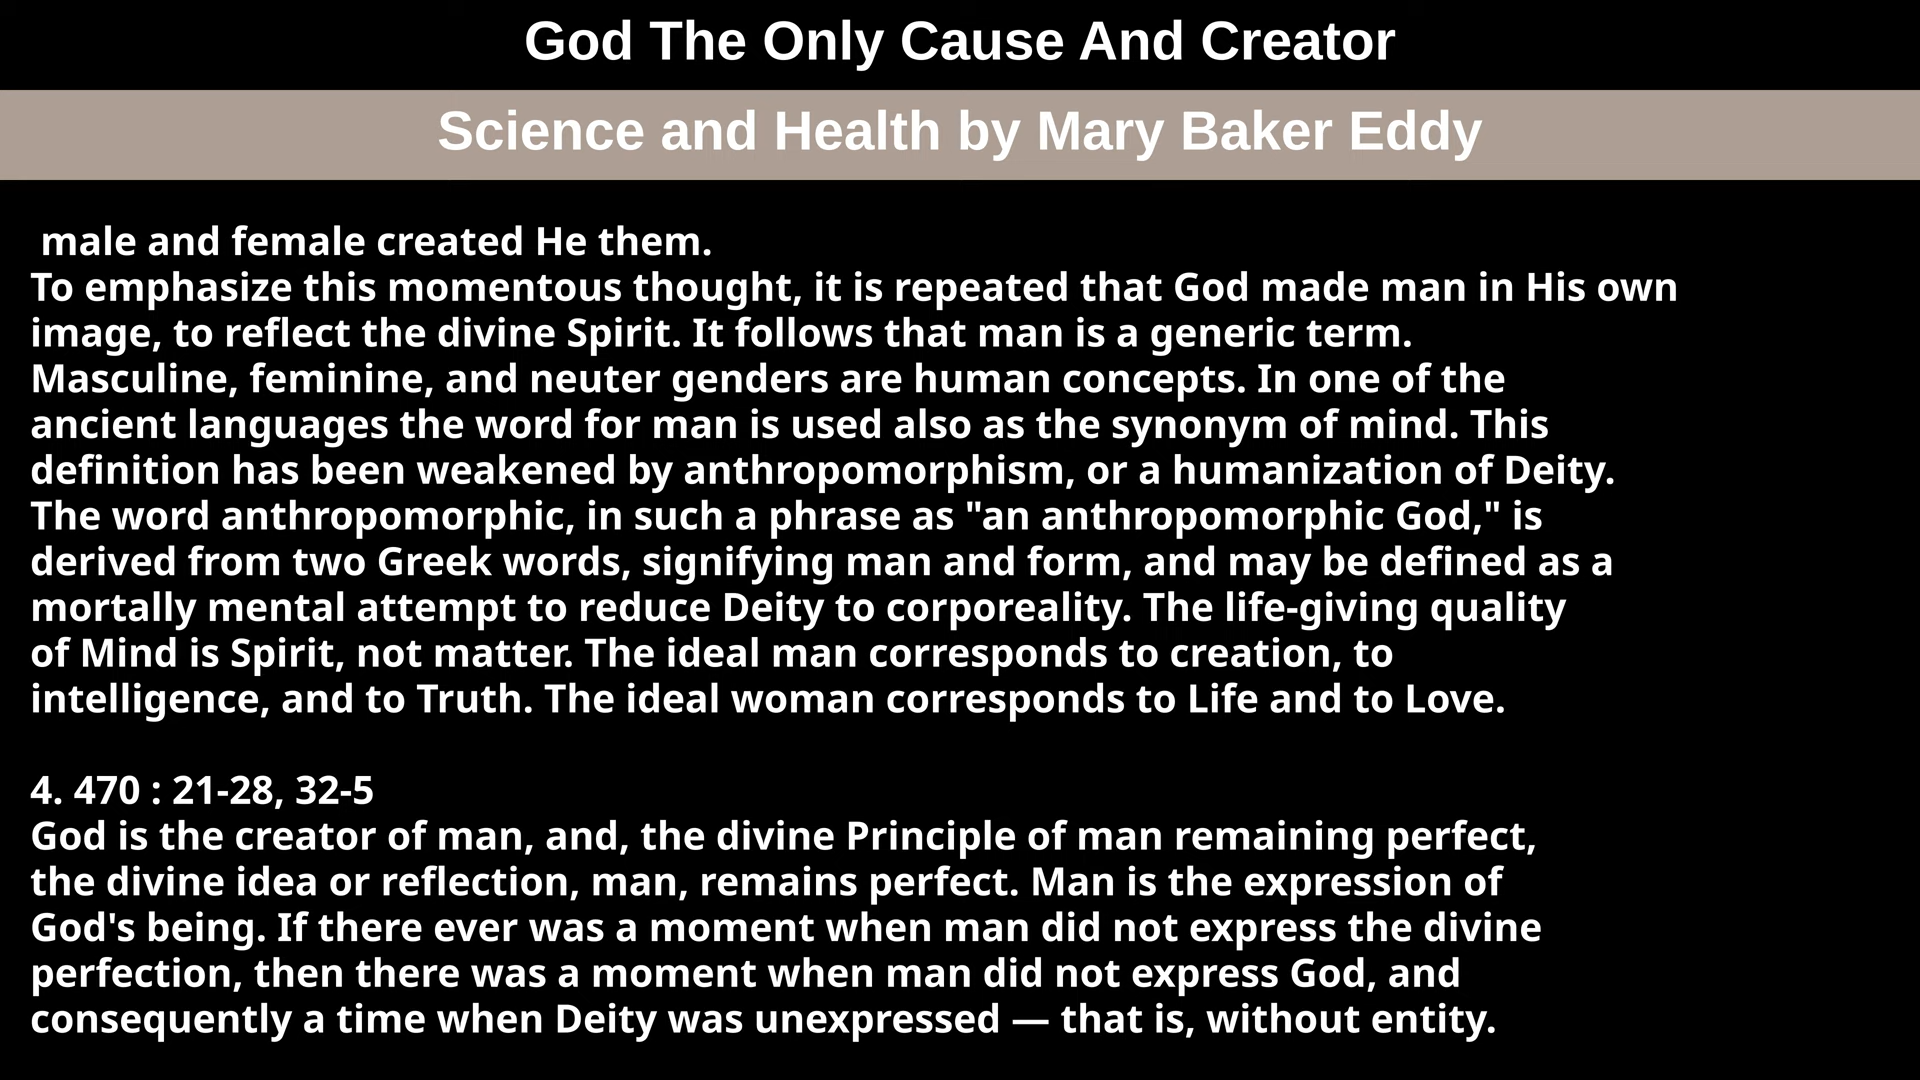 God The Only Cause And Creator
Science and Health by Mary Baker Eddy
male and female created He them.
To emphasize this momentous thought, it is repeated that God made man in His own
image, to reflect the divine Spirit. It follows that man is a generic term.
Masculine, feminine, and neuter genders are human concepts. In one of the
ancient languages the word for man is used also as the synonym of mind. This
definition has been weakened by anthropomorphism, or a humanization of Deity.
The word anthropomorphic, in such a phrase as "an anthropomorphic God," is
derived from two Greek words, signifying man and form, and may be defined as a
mortally mental attempt to reduce Deity to corporeality. The life-giving quality
of Mind is Spirit, not matter. The ideal man corresponds to creation, to
intelligence, and to Truth. The ideal woman corresponds to Life and to Love.
4. 470 : 21-28, 32-5
God is the creator of man, and, the divine Principle of man remaining perfect,
the divine idea or reflection, man, remains perfect. Man is the expression of
God's being. If there ever was a moment when man did not express the divine
perfection, then there was a moment when man did not express God, and
consequently a time when Deity was unexpressed — that is, without entity.